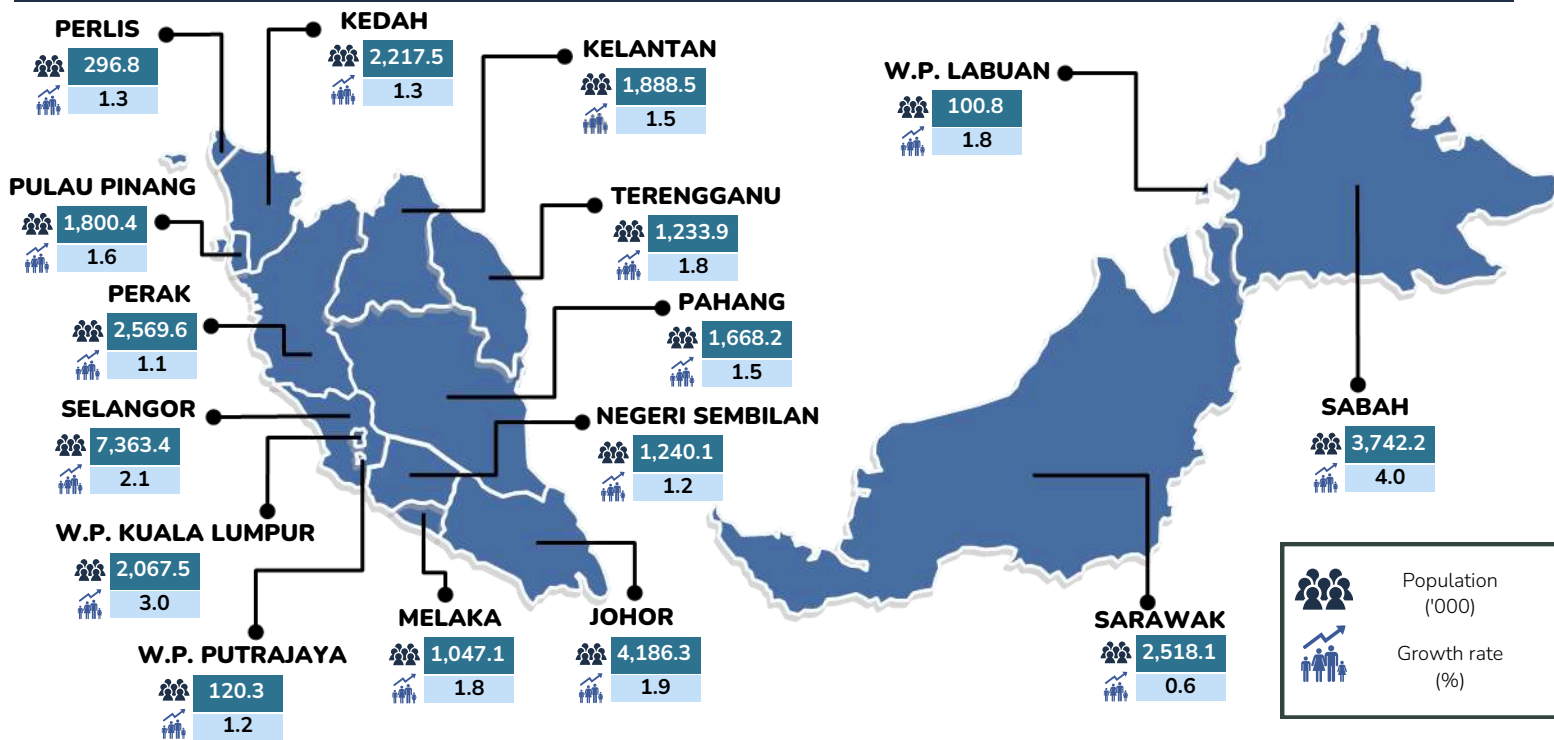 PERLIS
296.8
1.3
KEDAH
2,217.5
1.3
KELANTAN
1,888.5
1.5
W.P. LABUAN
100.8
1.8
PULAU PINANG
1,800.4
1.6
TERENGGANU
1,233.9
1.8
PERAK
2,569.6
1.1
PAHANG
1,668.2
1.5
SELANGOR
7,363.4
2.1
NEGERI SEMBILAN
1,240.1
1.2
SABAH
3,742.2
4.0
W.P. KUALA LUMPUR
2,067.5
3.0
W.P. PUTRAJAYA
120.3
1.2
MELAKA
1,047.1
1.8
JOHOR
4,186.3
1.9
SARAWAK
2,518.1
0.6
Population
('000)
Growth rate
(%)